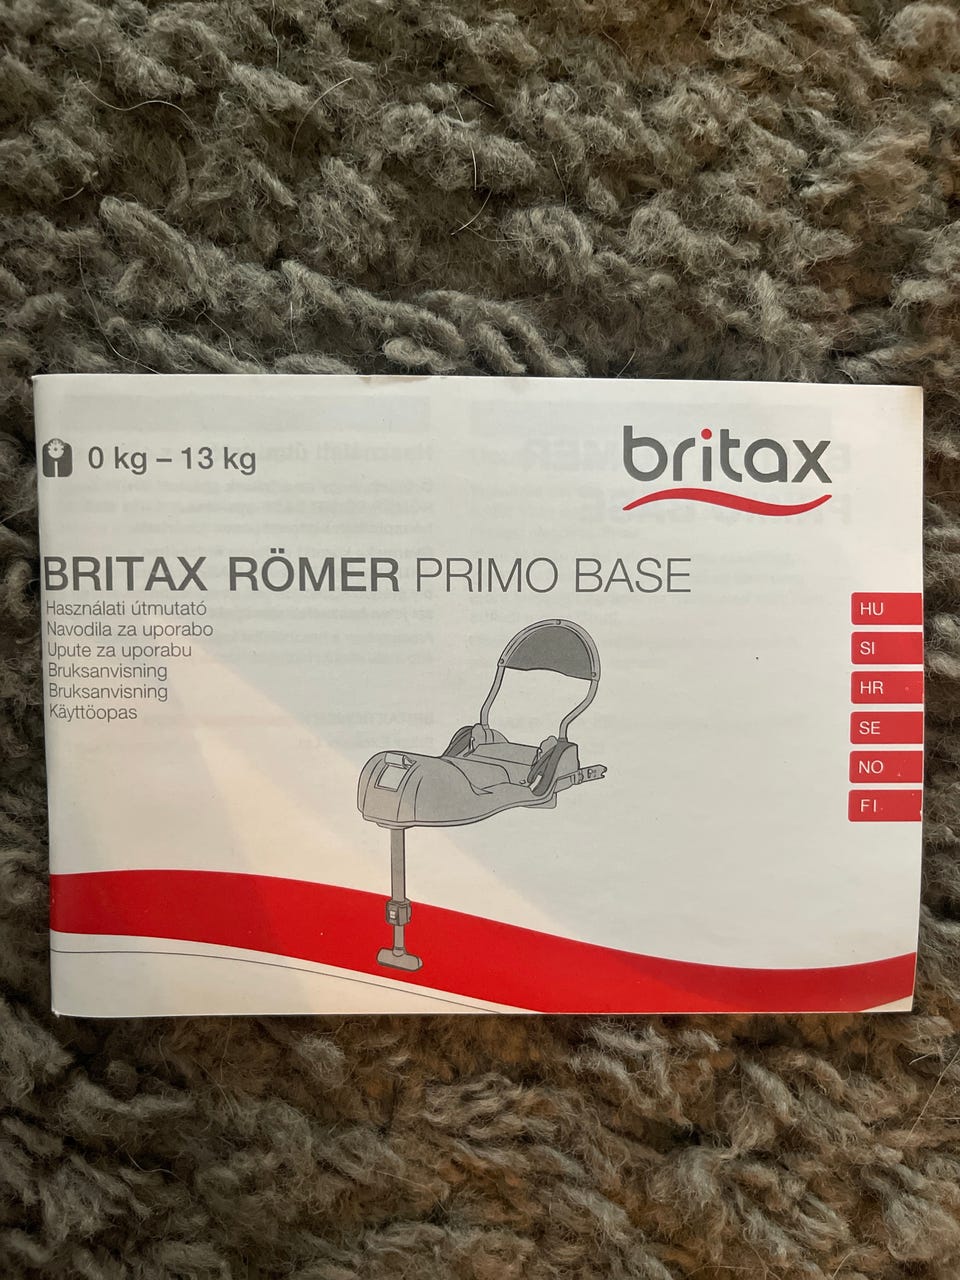 0 kg – 13 kg
britax
BRITAX RÖMER PRIMO BASE
Használati útmutató
Navodila za uporabo
Upute za uporabu
Bruksanvisning
Bruksanvisning
Käyttöopas
HU
SI
HR
SE
NO
FI